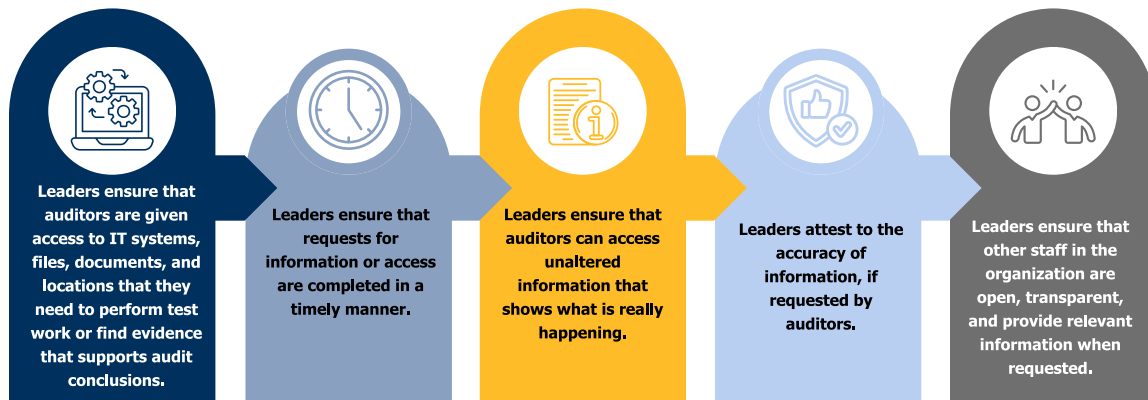 Leaders ensure that
auditors are given
access to IT systems,
files, documents, and
locations that they
need to perform test
work or find evidence
that supports audit
conclusions.
Leaders ensure that
requests for
information or access
are completed in a
timely manner.
Leaders ensure that
auditors can access
unaltered
information that
shows what is really
happening.
Leaders attest to the
accuracy of
information, if
requested by
auditors.
Leaders ensure that
other staff in the
organization are
open, transparent,
and provide relevant
information when
requested.